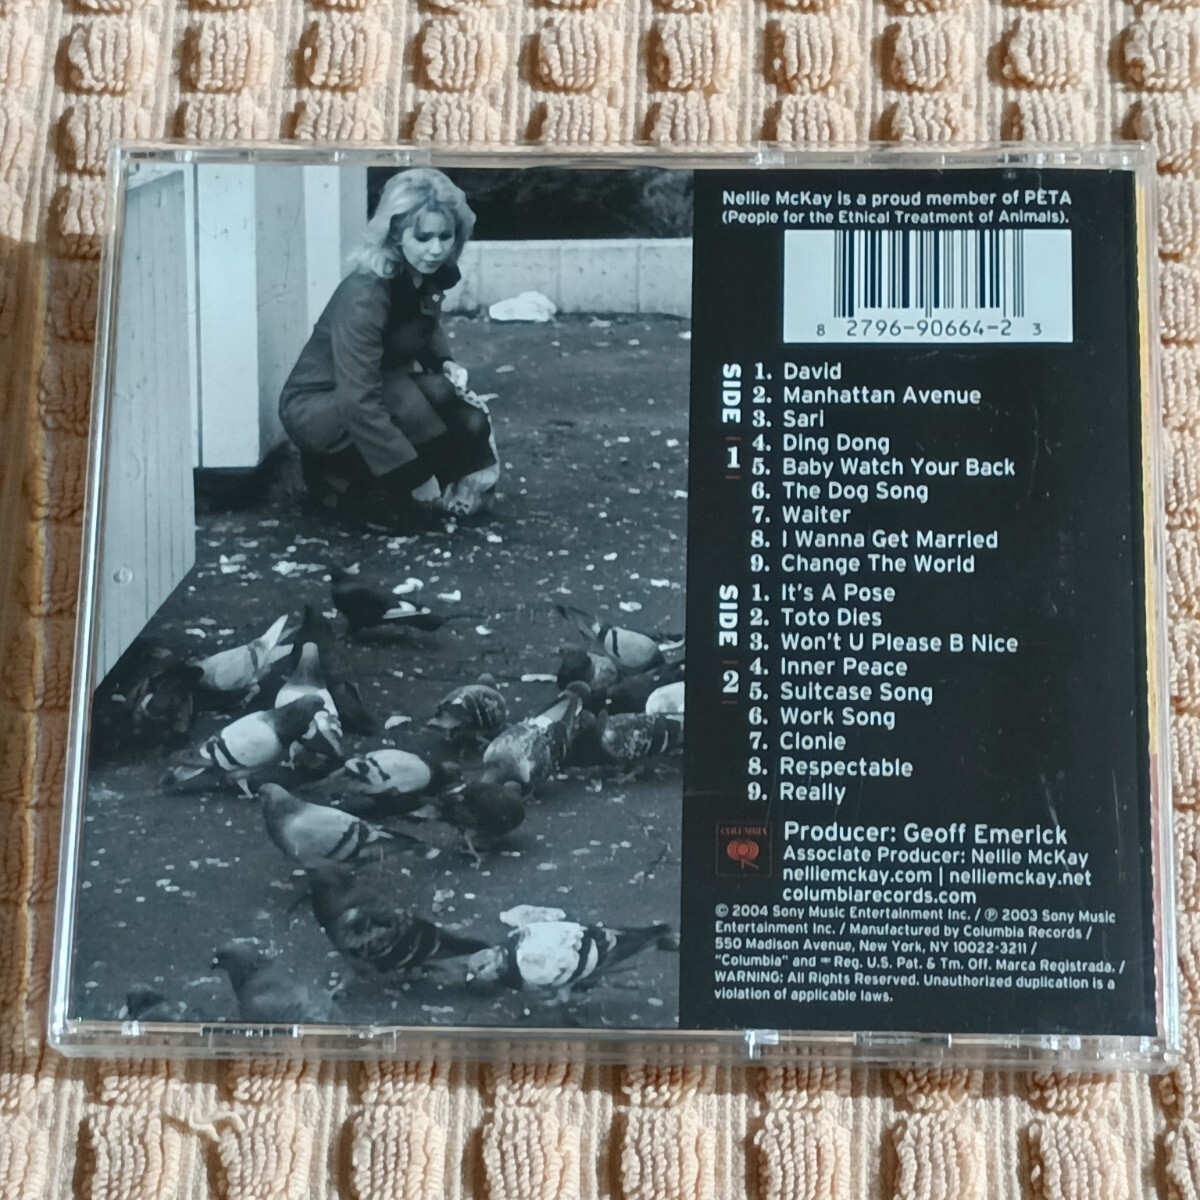 Nellie McKay is a proud member of PETA
(People for the Ethical Treatment of Animals).
8 2796-90664-2 3
SIDE 1
1. David
2. Manhattan Avenue
3. Sari
4. Ding Dong
5. Baby Watch Your Back
6. The Dog Song
7. Waiter
8. I Wanna Get Married
9. Change The World
SIDE 2
1. It's A Pose
2. Toto Dies
3. Won't U Please B Nice
4. Inner Peace
5. Suitcase Song
6. Work Song
7. Clonie
8. Respectable
9. Really
COLUMBIA
Producer: Geoff Emerick
Associate Producer: Nellie McKay
nelliemckay.com | nelliemckay.net
columbiarecords.com
© 2004 Sony Music Entertainment Inc. / ℗ 2003 Sony Music
Entertainment Inc. / Manufactured by Columbia Records /
550 Madison Avenue, New York, NY 10022-3211 /
"Columbia" and Reg. U.S. Pat. & Tm. Off. Marca Registrada. /
WARNING: All Rights Reserved. Unauthorized duplication is a
violation of applicable laws.